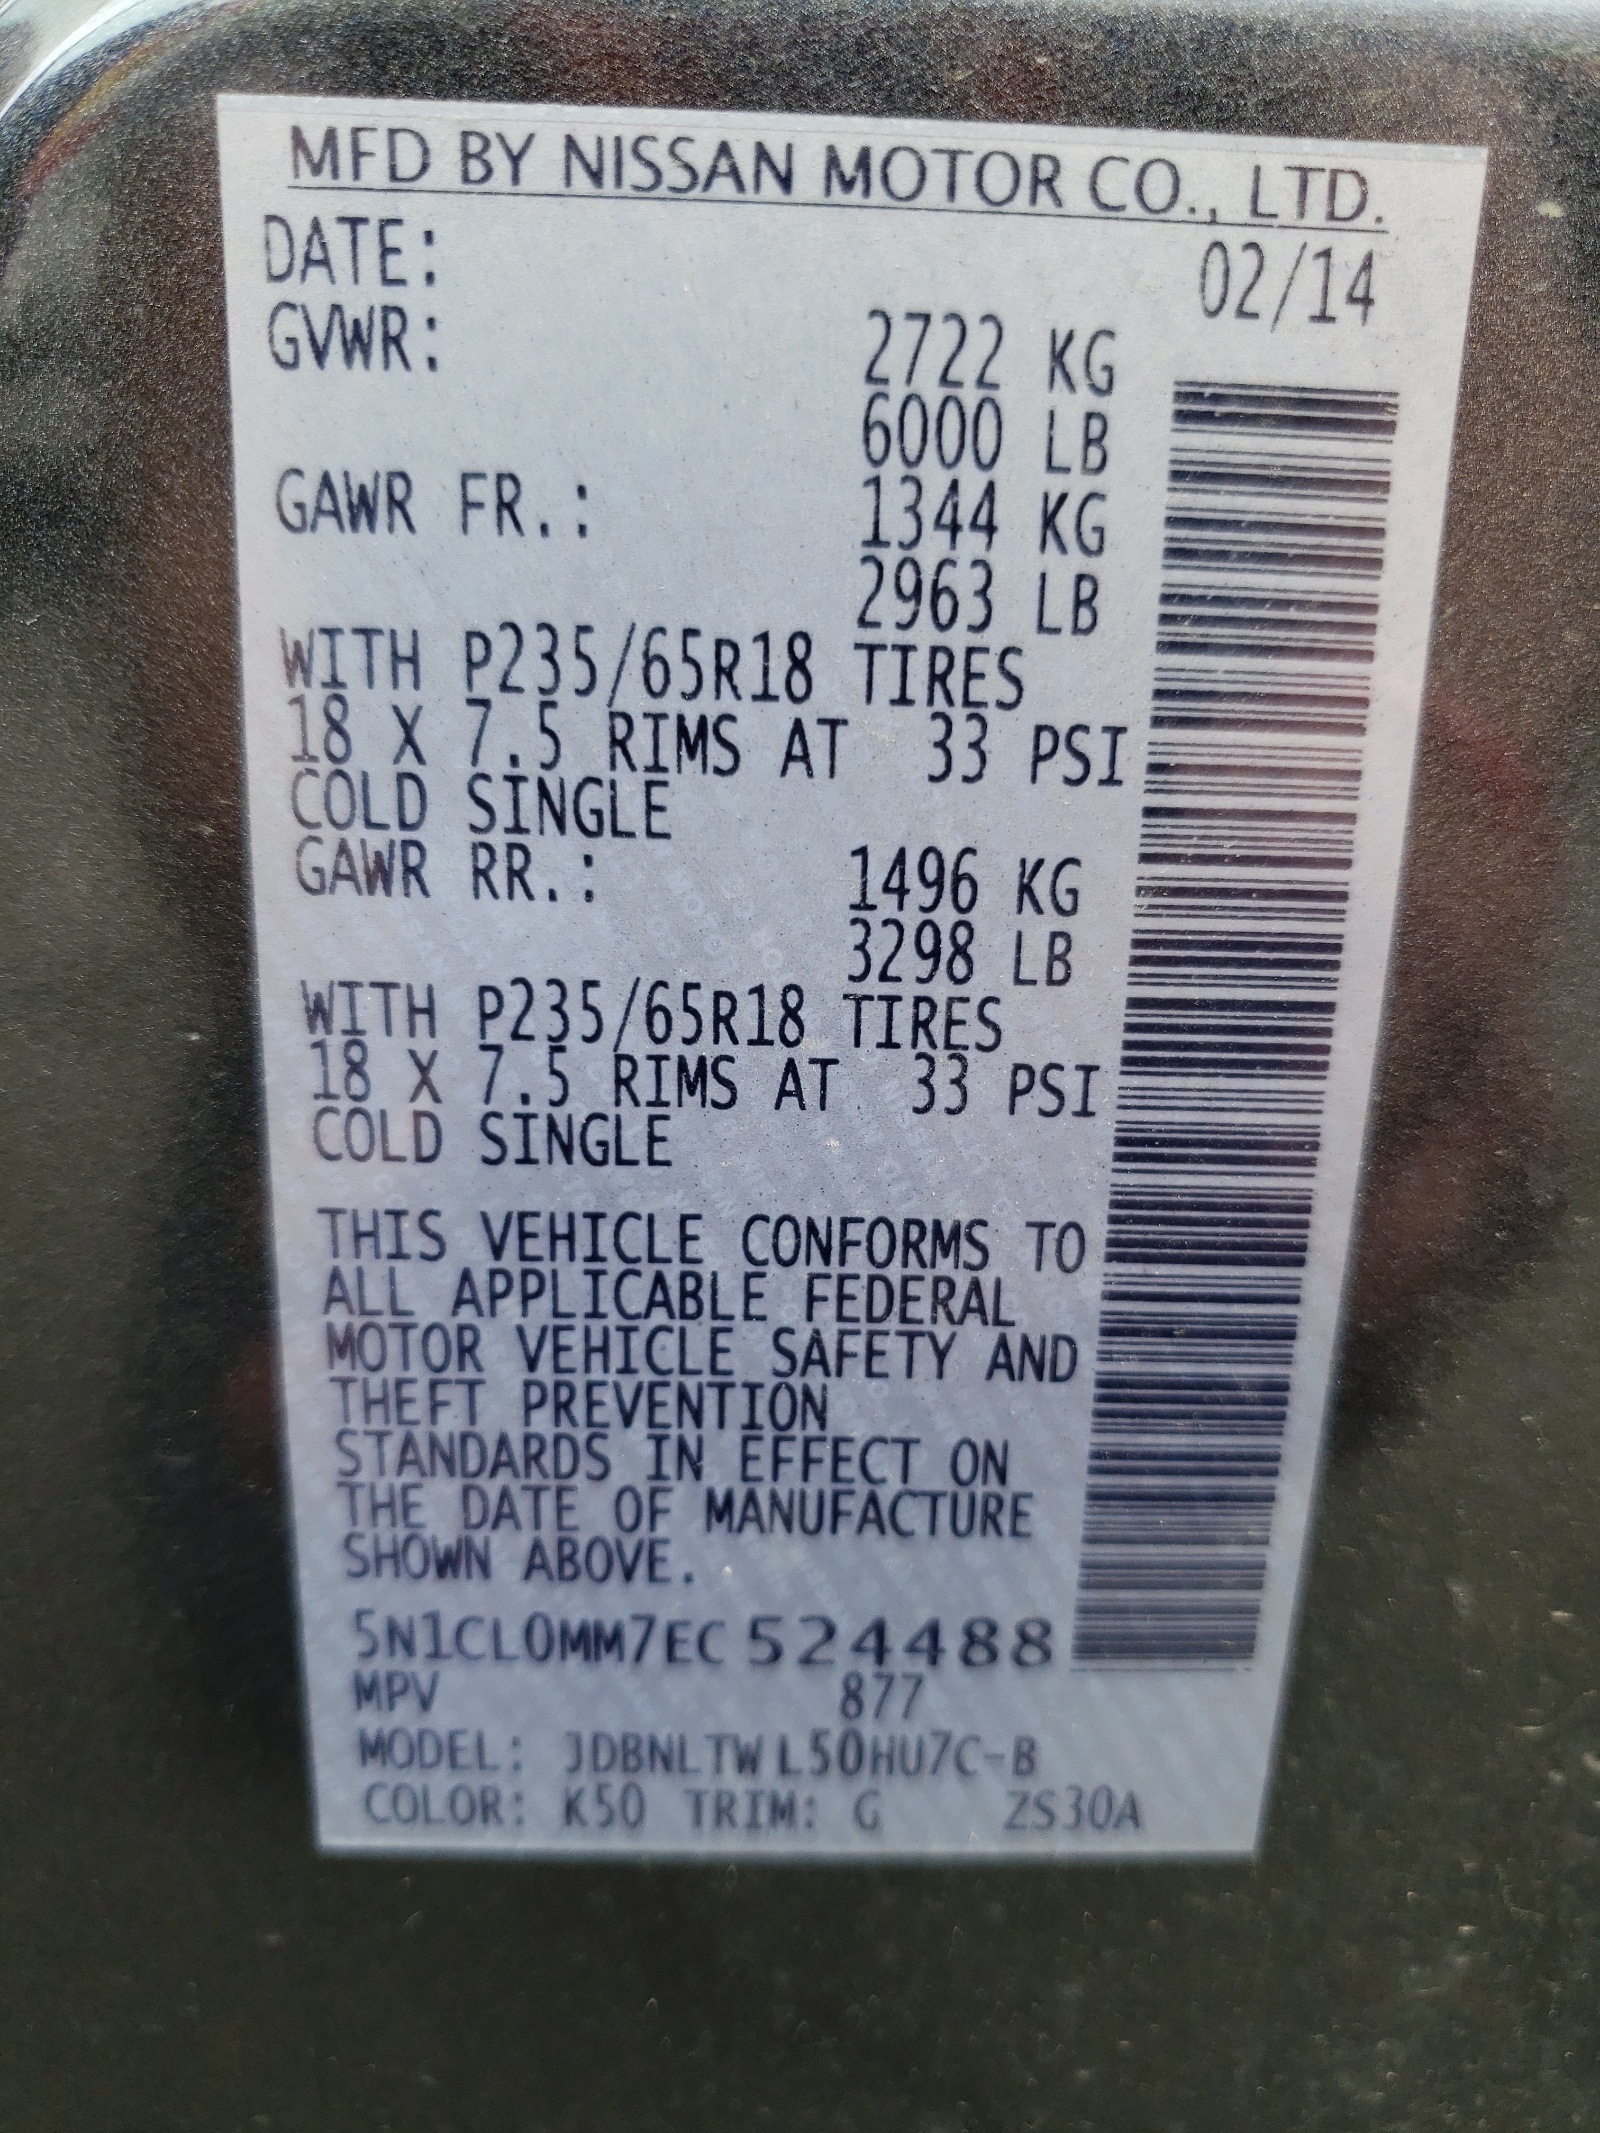 MFD BY NISSAN MOTOR CO., LTD.
DATE: 02/14
GVWR: 2722 KG
6000 LB
GAWR FR.: 1344 KG
2963 LB
WITH P235/65R18 TIRES
18 X 7.5 RIMS AT 33 PSI
COLD SINGLE
GAWR RR.: 1496 KG
3298 LB
WITH P235/65R18 TIRES
18 X 7.5 RIMS AT 33 PSI
COLD SINGLE
THIS VEHICLE CONFORMS TO
ALL APPLICABLE FEDERAL
MOTOR VEHICLE SAFETY AND
THEFT PREVENTION
STANDARDS IN EFFECT ON
THE DATE OF MANUFACTURE
SHOWN ABOVE.
5N1CL0MM7EC524488
MPV 877
MODEL: JDBNLTWL50HU7C-B
COLOR: K50 TRIM: G ZS30A